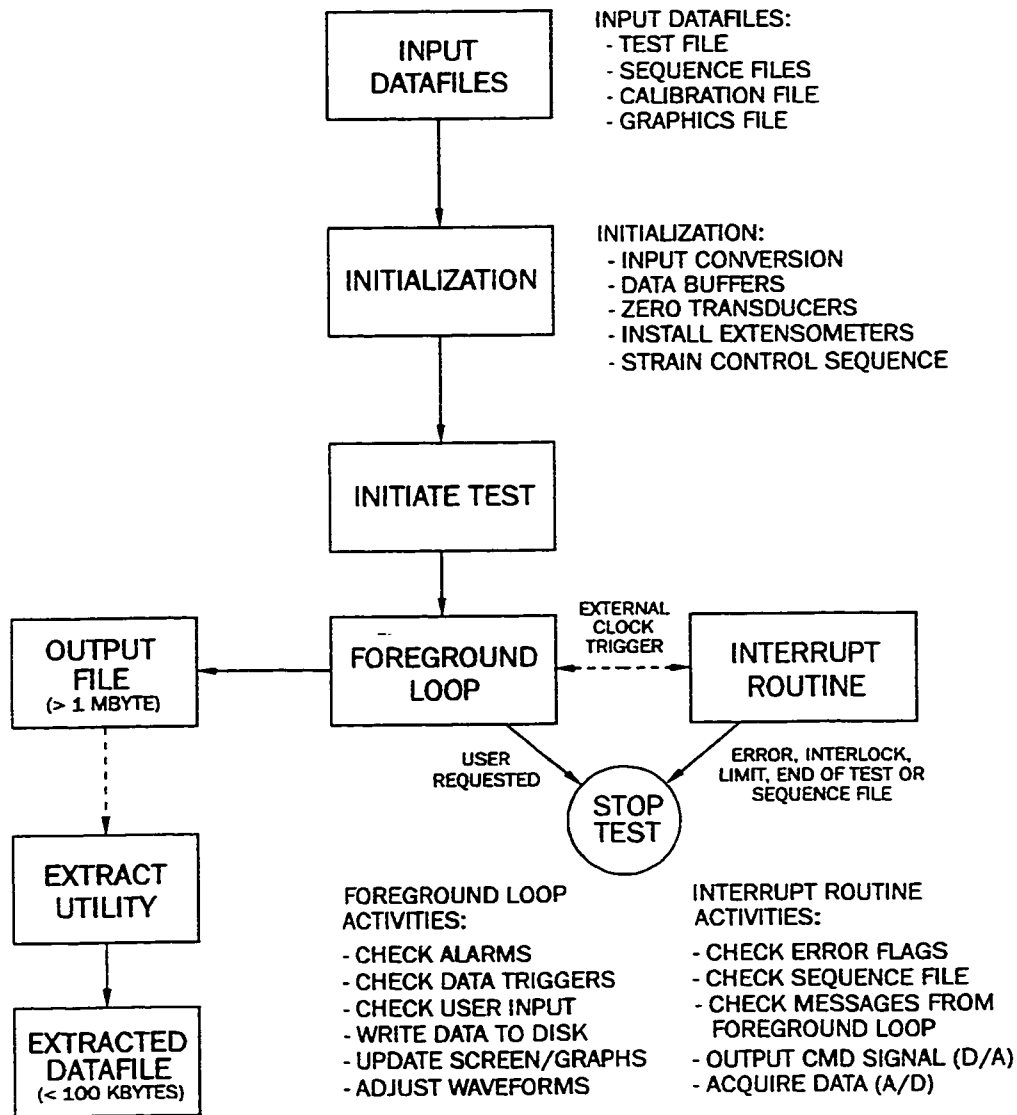 INPUT
DATAFILES
INPUT DATAFILES:
- TEST FILE
- SEQUENCE FILES
- CALIBRATION FILE
- GRAPHICS FILE
INITIALIZATION
INITIALIZATION:
- INPUT CONVERSION
- DATA BUFFERS
- ZERO TRANSDUCERS
- INSTALL EXTENSOMETERS
- STRAIN CONTROL SEQUENCE
INITIATE TEST
OUTPUT
FILE
(> 1 MBYTE)
FOREGROUND
LOOP
EXTERNAL
CLOCK
TRIGGER
INTERRUPT
ROUTINE
USER
REQUESTED
ERROR, INTERLOCK,
LIMIT, END OF TEST OR
SEQUENCE FILE
STOP
TEST
EXTRACT
UTILITY
EXTRACTED
DATAFILE
(< 100 KBYTES)
FOREGROUND LOOP
ACTIVITIES:
- CHECK ALARMS
- CHECK DATA TRIGGERS
- CHECK USER INPUT
- WRITE DATA TO DISK
- UPDATE SCREEN/GRAPHS
- ADJUST WAVEFORMS
INTERRUPT ROUTINE
ACTIVITIES:
- CHECK ERROR FLAGS
- CHECK SEQUENCE FILE
- CHECK MESSAGES FROM
FOREGROUND LOOP
- OUTPUT CMD SIGNAL (D/A)
- ACQUIRE DATA (A/D)